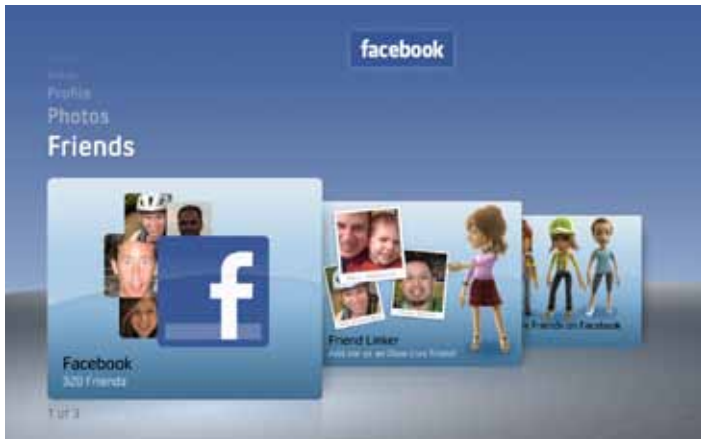 facebook
Profile
Photos
Friends
Facebook
320 Friends
Friend Linker
Friends on Facebook
1 of 3